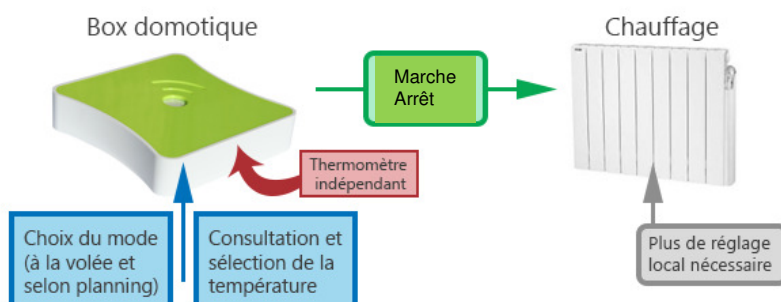 Box domotique
Chauffage
Marche
Arrêt
Thermomètre
indépendant
Choix du mode
(à la volée et
selon planning)
Consultation et
sélection de la
température
Plus de réglage
local nécessaire